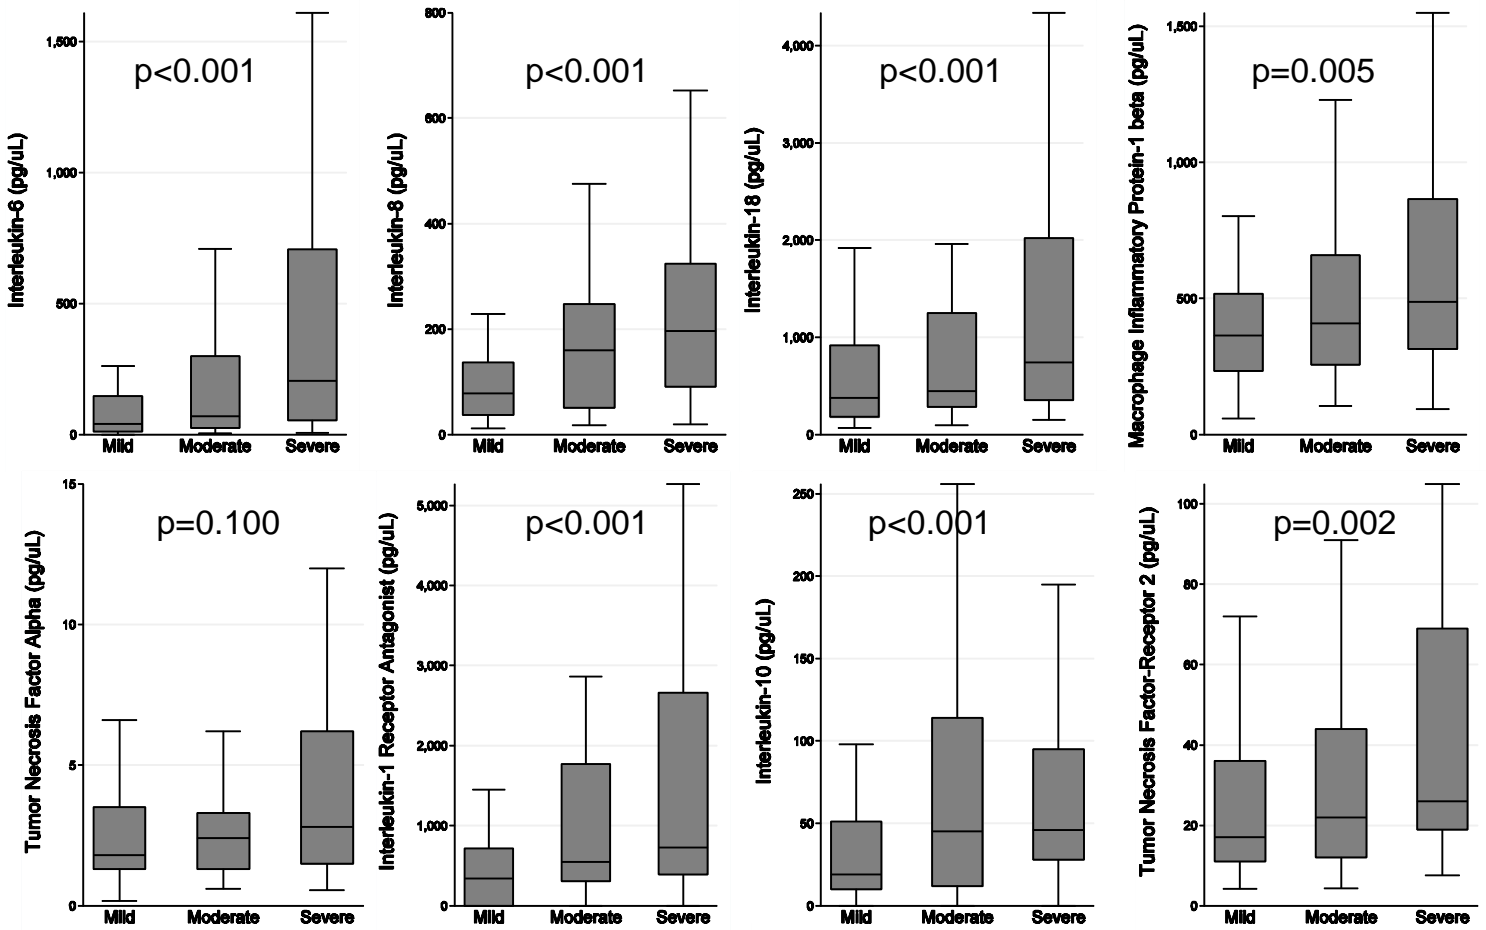 Interleukin-6 (pg/uL)
1,500
1,000
500
0
p<0.001
Mild Moderate Severe
Interleukin-8 (pg/uL)
800
600
400
200
0
p<0.001
Mild Moderate Severe
Interleukin-18 (pg/uL)
4,000
3,000
2,000
1,000
0
p<0.001
Mild Moderate Severe
Macrophage Inflammatory Protein-1 beta (pg/uL)
1,500
1,000
500
0
p=0.005
Mild Moderate Severe
Tumor Necrosis Factor Alpha (pg/uL)
15
10
5
0
p=0.100
Mild Moderate Severe
Interleukin-1 Receptor Antagonist (pg/uL)
5,000
4,000
3,000
2,000
1,000
0
p<0.001
Mild Moderate Severe
Interleukin-10 (pg/uL)
250
200
150
100
50
0
p<0.001
Mild Moderate Severe
Tumor Necrosis Factor-Receptor 2 (pg/uL)
100
80
60
40
20
0
p=0.002
Mild Moderate Severe